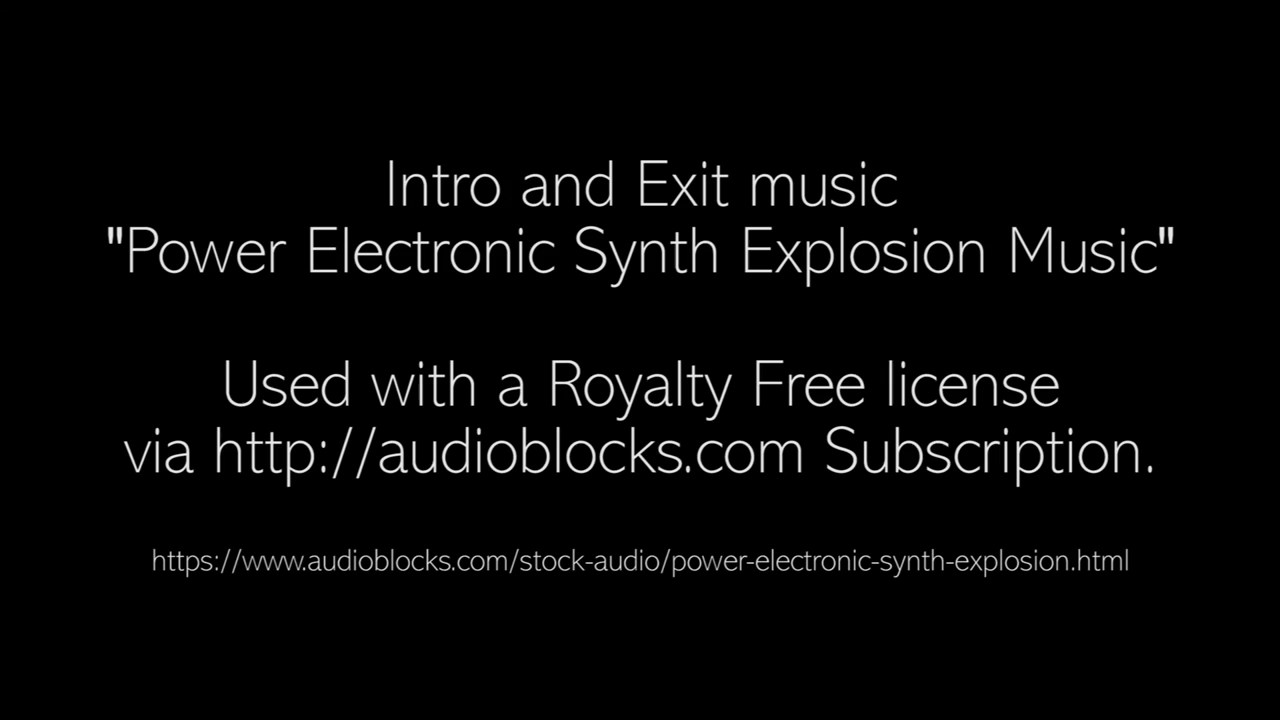 Intro and Exit music
"Power Electronic Synth Explosion Music"
Used with a Royalty Free license
via http://audioblocks.com Subscription.
https://www.audioblocks.com/stock-audio/power-electronic-synth-explosion.html